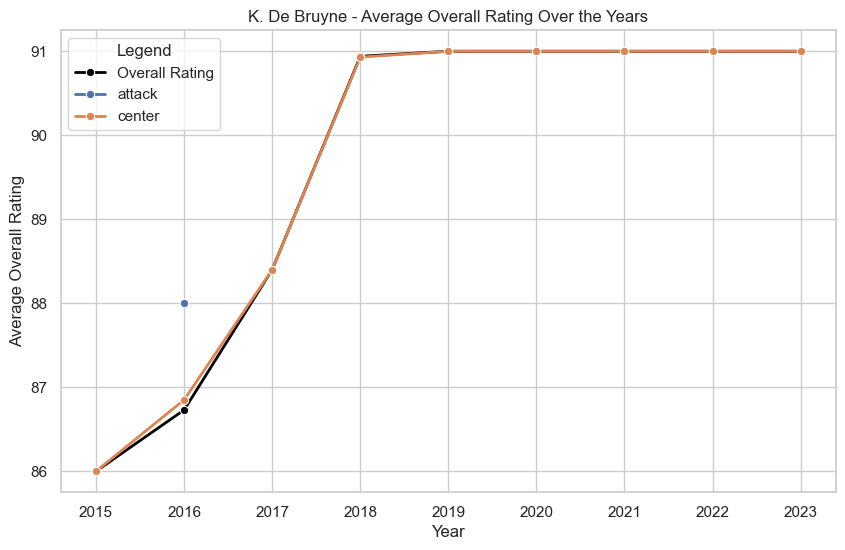 K. De Bruyne - Average Overall Rating Over the Years
Legend
Overall Rating
attack
center
Average Overall Rating
91
90
89
88
87
86
2015 2016 2017 2018 2019 2020 2021 2022 2023
Year